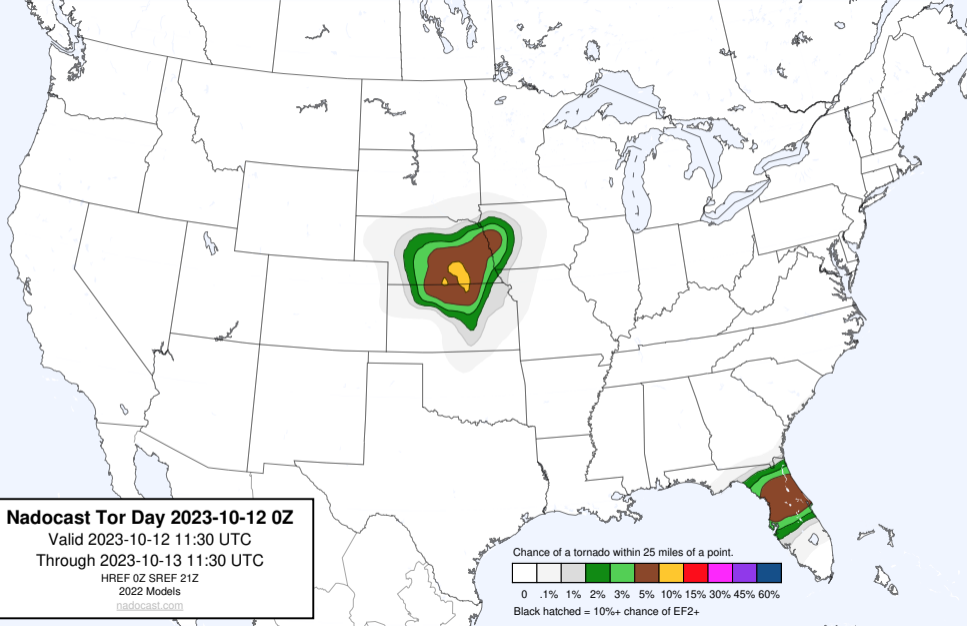 Nadocast Tor Day 2023-10-12 0Z
Valid 2023-10-12 11:30 UTC
Through 2023-10-13 11:30 UTC
HREF 0Z SREF 21Z
2022 Models
nadocast.com
Chance of a tornado within 25 miles of a point.
0 .1% 1% 2% 3% 5% 10% 15% 30% 45% 60%
Black hatched = 10%+ chance of EF2+